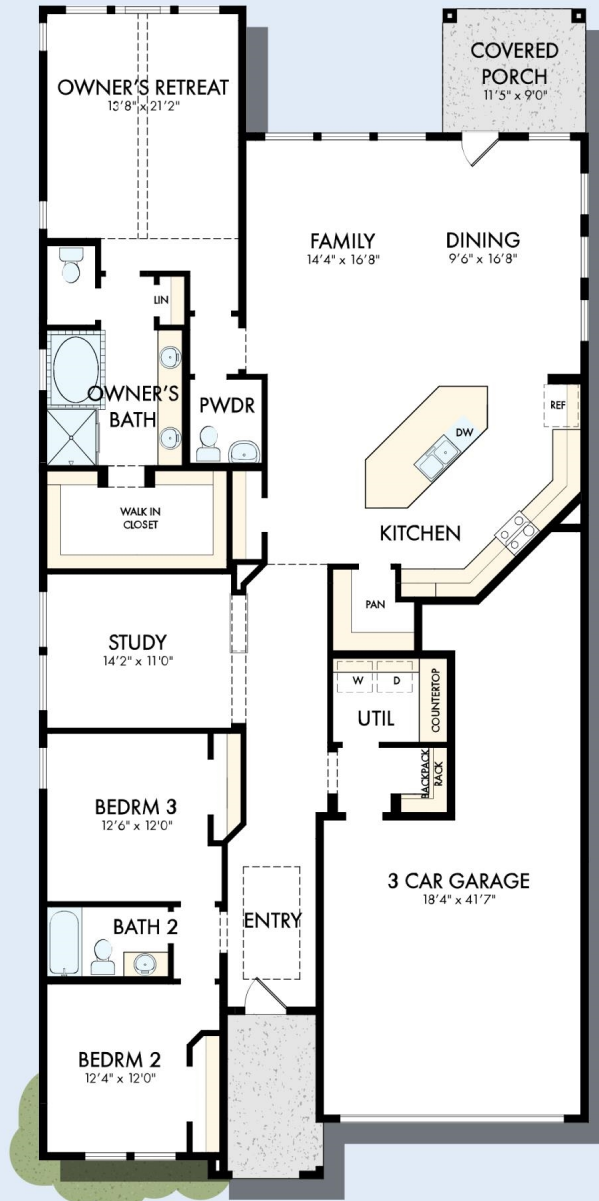 OWNER'S RETREAT
13'8" x 21'2"
COVERED
PORCH
11'5" x 9'0"
FAMILY
14'4" x 16'8"
DINING
9'6" x 16'8"
LIN
OWNER'S
BATH
PWDR
REF
DW
KITCHEN
WALK IN
CLOSET
PAN
STUDY
14'2" x 11'0"
W
D
UTIL
COUNTERTOP
BACKPACK
RACK
BEDRM 3
12'6" x 12'0"
3 CAR GARAGE
18'4" x 41'7"
BATH 2
ENTRY
BEDRM 2
12'4" x 12'0"